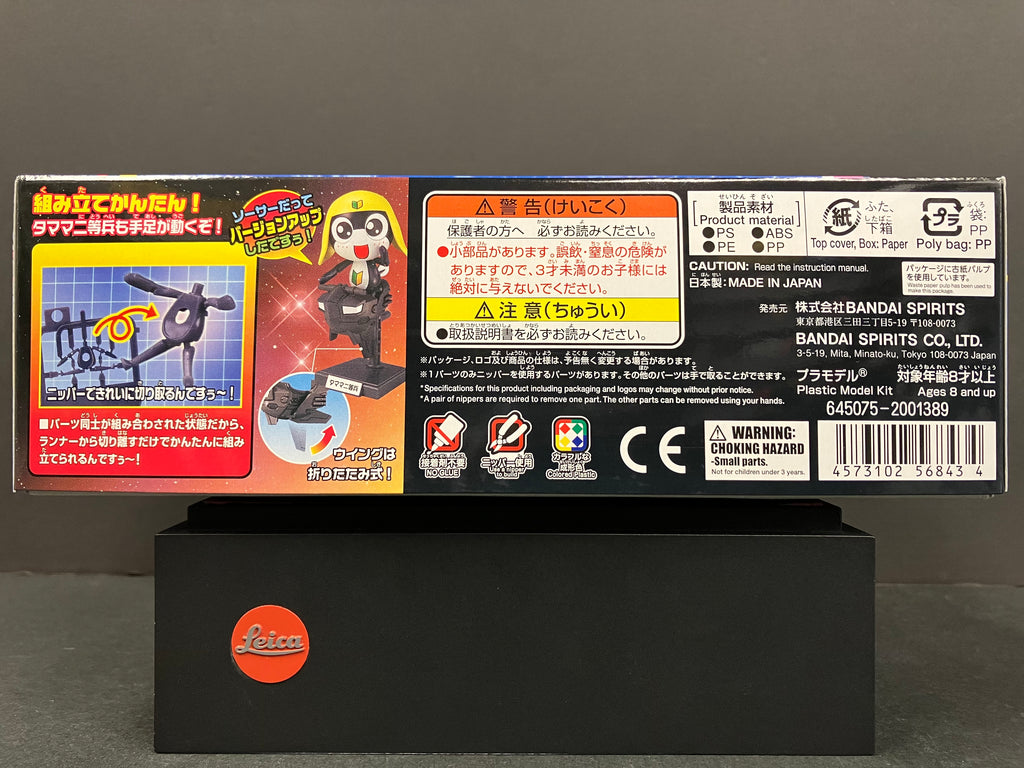 組み立てかんたん！
タママ二等兵も手足が動くぞ！
ニッパーできれいに切り取るんですぅ～！
■パーツ同士が組み合わされた状態だから、
ランナーから切り離すだけでかんたんに組み
立てられるんですぅ～！
ソーサーだって
バージョンアップ
したですっ！
タママ二等兵
ウイングは
折りたたみ式！
⚠警告(けいこく)
保護者の方へ 必ずお読みください。
●小部品があります。誤飲・窒息の危険が
ありますので、3才未満のお子様には
絶対に与えないでください。
⚠注意(ちゅうい)
●取扱説明書を必ずお読みください。
※パッケージ、ロゴ及び商品の仕様は、予告無く変更する場合があります。
※1パーツのみニッパーを使用するパーツがあります。その他のパーツは手で取ることができます。
*Specifications for this product including packaging and logos may change without prior notice.
*A pair of nippers are required to remove one part. The other parts can be removed using your hands.
接着剤不要
NO GLUE
ニッパー使用
Use a nipper
to build
カラフルな
成形色
Colored Plastic
CE
製品素材
Product material
●PS ●ABS
●PE ●PP
紙
ふた、
下箱
Top cover, Box: Paper
プラ
袋:
PP
Poly bag: PP
CAUTION: Read the instruction manual.
日本製:MADE IN JAPAN
パッケージに古紙パルプ
を使用しています。
Waste paper pulp has been used to
make this package.
発売元 株式会社BANDAI SPIRITS
東京都港区三田三丁目5-19 〒108-0073
BANDAI SPIRITS CO., LTD.
3-5-19, Mita, Minato-ku, Tokyo 108-0073 JAPAN
プラモデル® 対象年齢8才以上
Plastic Model Kit Ages 8 and up
645075-2001389
⚠ WARNING:
CHOKING HAZARD
-Small parts.
Not for children under 3 years.
4573102 56843 4
Leica